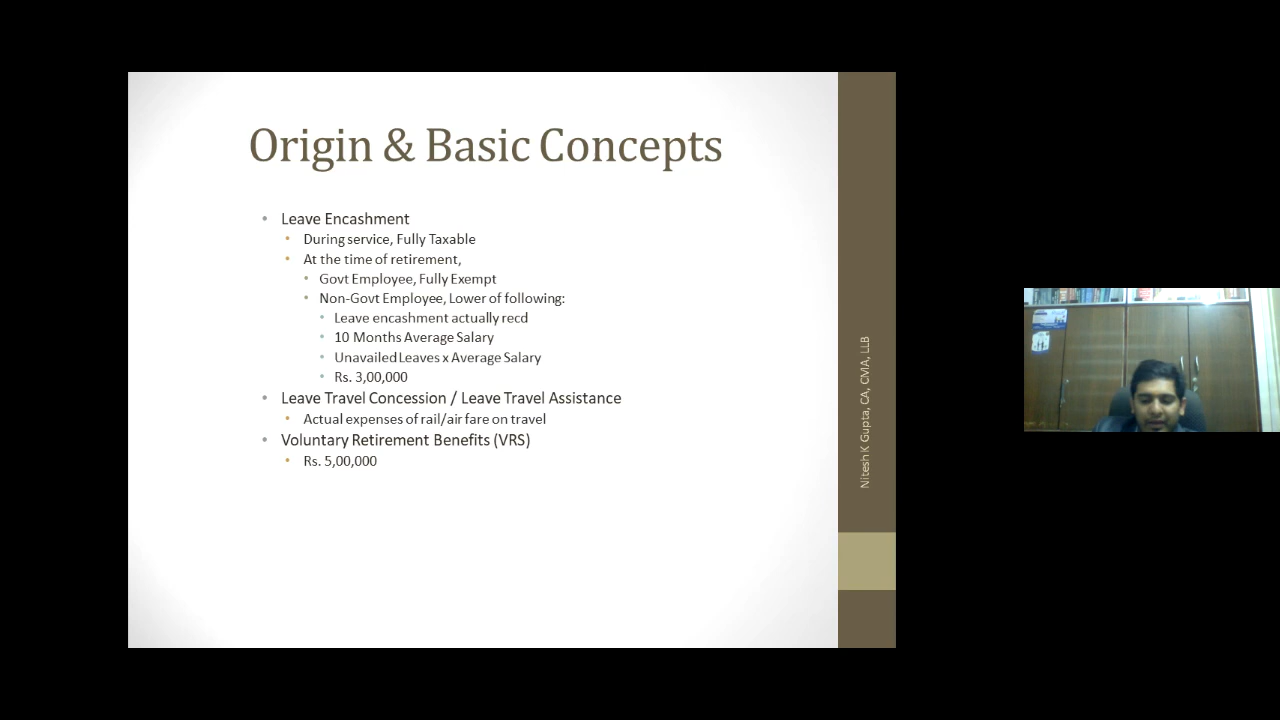 Origin & Basic Concepts
Leave Encashment
During service, Fully Taxable
At the time of retirement,
Govt Employee, Fully Exempt
Non-Govt Employee, Lower of following:
Leave encashment actually recd
10 Months Average Salary
Unavailed Leaves x Average Salary
Rs. 3,00,000
Leave Travel Concession / Leave Travel Assistance
Actual expenses of rail/air fare on travel
Voluntary Retirement Benefits (VRS)
Rs. 5,00,000
Nitesh K Gupta, CA, CMA, LLB